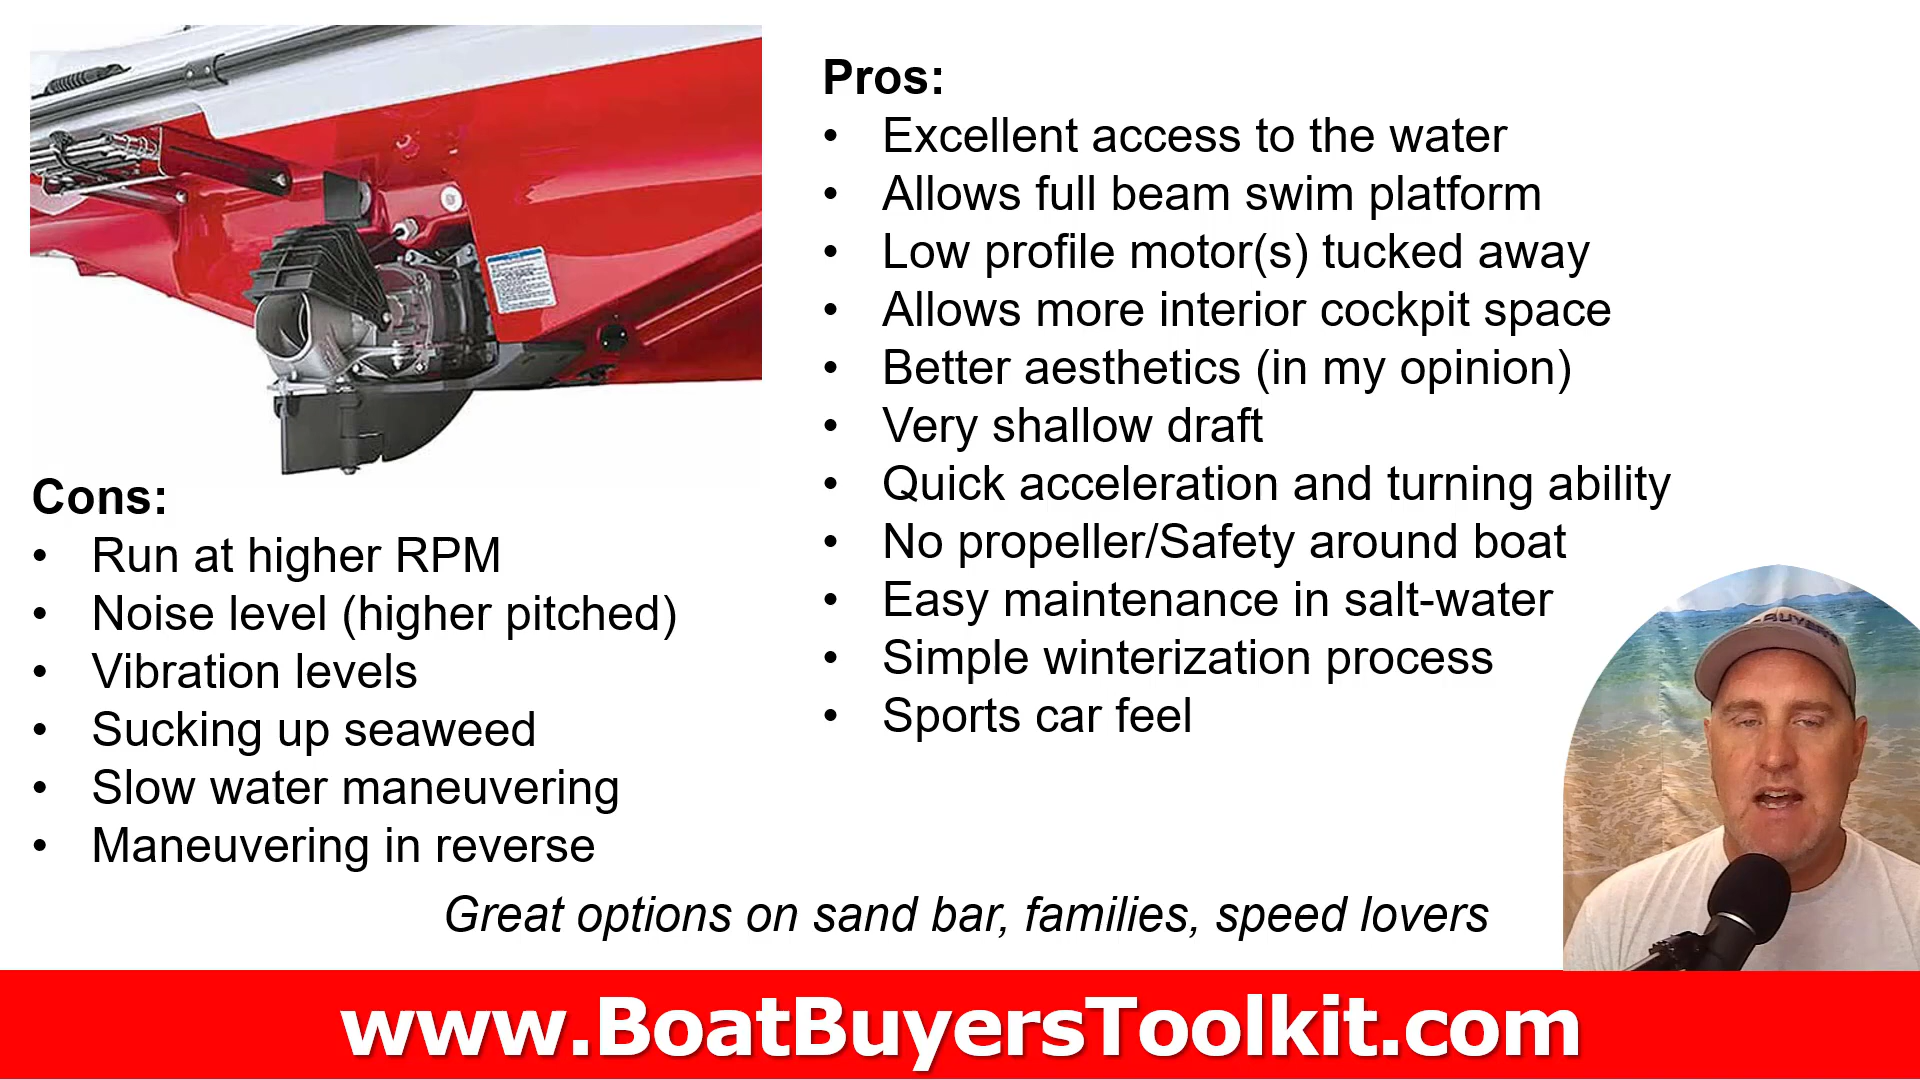 Pros:
• Excellent access to the water
• Allows full beam swim platform
• Low profile motor(s) tucked away
• Allows more interior cockpit space
• Better aesthetics (in my opinion)
• Very shallow draft
• Quick acceleration and turning ability
• No propeller/Safety around boat
• Easy maintenance in salt-water
• Simple winterization process
• Sports car feel
Cons:
• Run at higher RPM
• Noise level (higher pitched)
• Vibration levels
• Sucking up seaweed
• Slow water maneuvering
• Maneuvering in reverse
Great options on sand bar, families, speed lovers
www.BoatBuyersToolkit.com